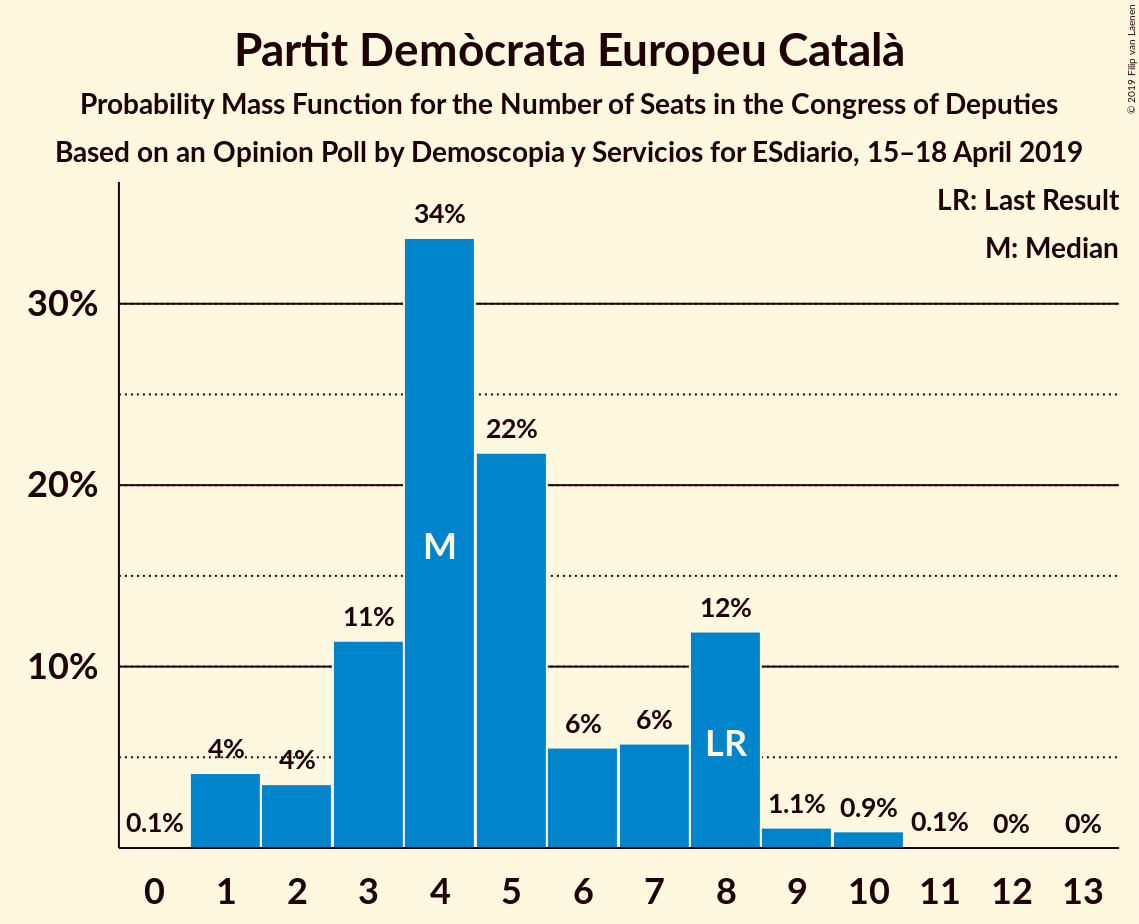 Partit Demòcrata Europeu Català
Probability Mass Function for the Number of Seats in the Congress of Deputies
Based on an Opinion Poll by Demoscopia y Servicios for ESdiario, 15–18 April 2019
© 2019 Filip van Laenen
LR: Last Result
M: Median
34%
30%
22%
20%
M
12%
11%
10%
6%
6%
LR
4%
4%
0.1%
1.1%
0.9%
0.1%
0%
0%
0 1 2 3 4 5 6 7 8 9 10 11 12 13